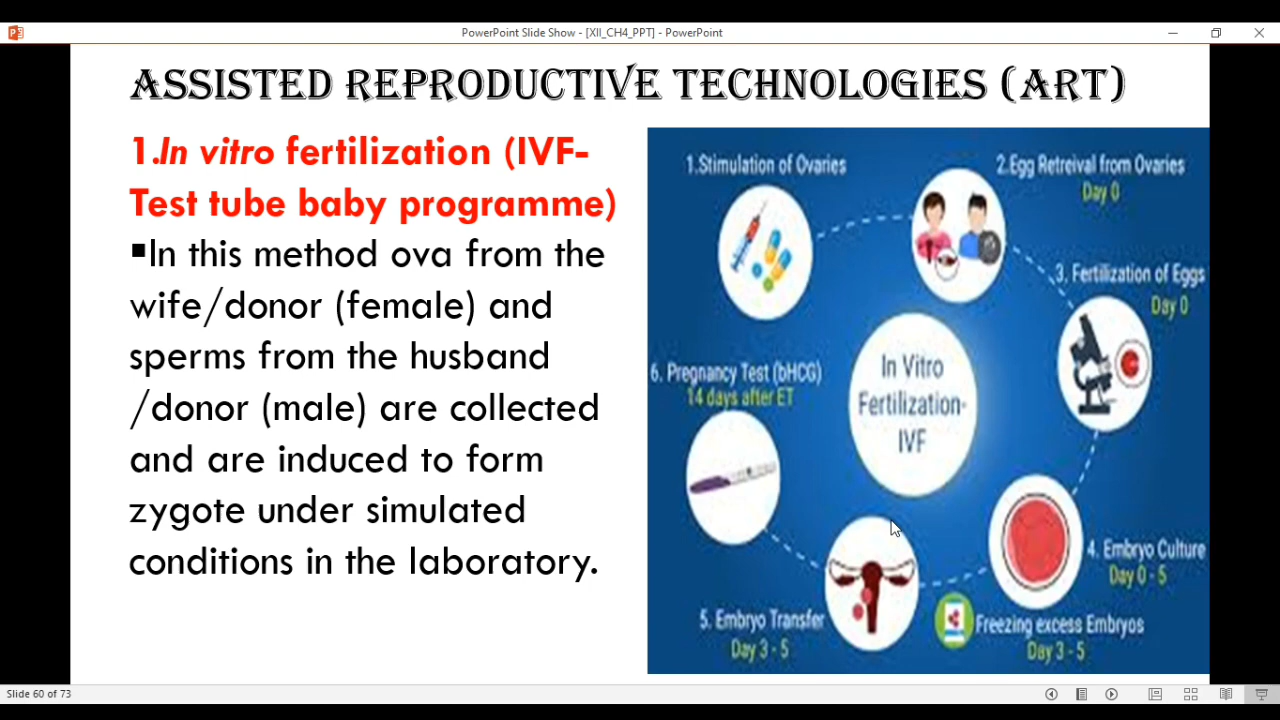 PowerPoint Slide Show - [XII_CH4_PPT] - PowerPoint
ASSISTED REPRODUCTIVE TECHNOLOGIES (ART)
1.In vitro fertilization (IVF-
Test tube baby programme)
▪In this method ova from the
wife/donor (female) and
sperms from the husband
/donor (male) are collected
and are induced to form
zygote under simulated
conditions in the laboratory.
1.Stimulation of Ovaries
2.Egg Retreival from Ovaries
Day 0
3. Fertilization of Eggs
Day 0
In Vitro
Fertilization-
IVF
4. Embryo Culture
Day 0 - 5
Freezing excess Embryos
Day 3 - 5
5. Embryo Transfer
Day 3 - 5
6. Pregnancy Test (bHCG)
14 days after ET
Slide 60 of 73